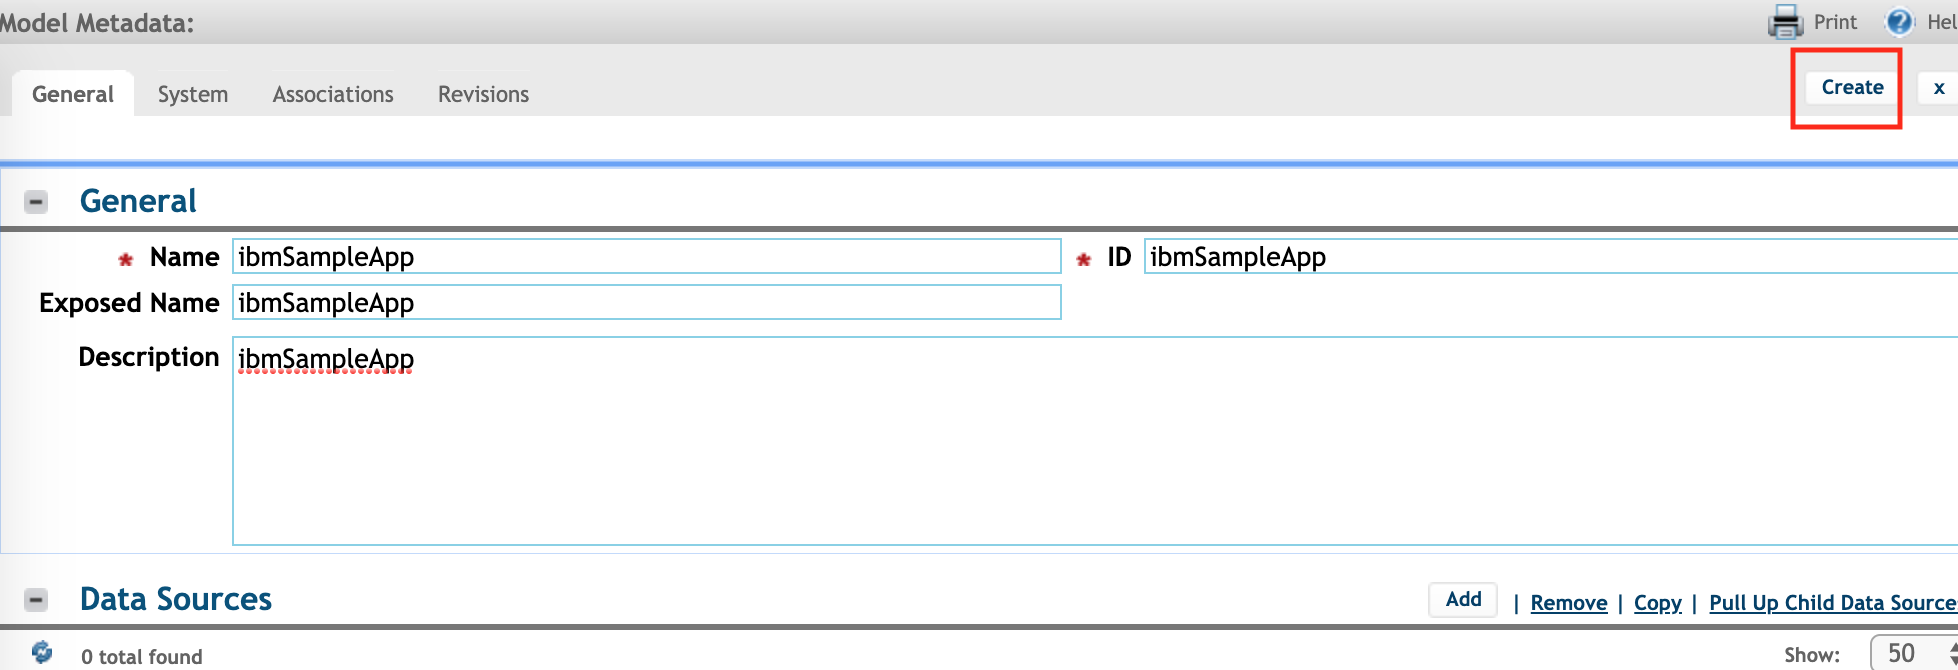 Model Metadata:
Print
Hel
General System Associations Revisions
Create x
General
* Name ibmSampleApp * ID ibmSampleApp
Exposed Name ibmSampleApp
Description ibmSampleApp
Data Sources
Add | Remove | Copy | Pull Up Child Data Source
0 total found
Show: 50